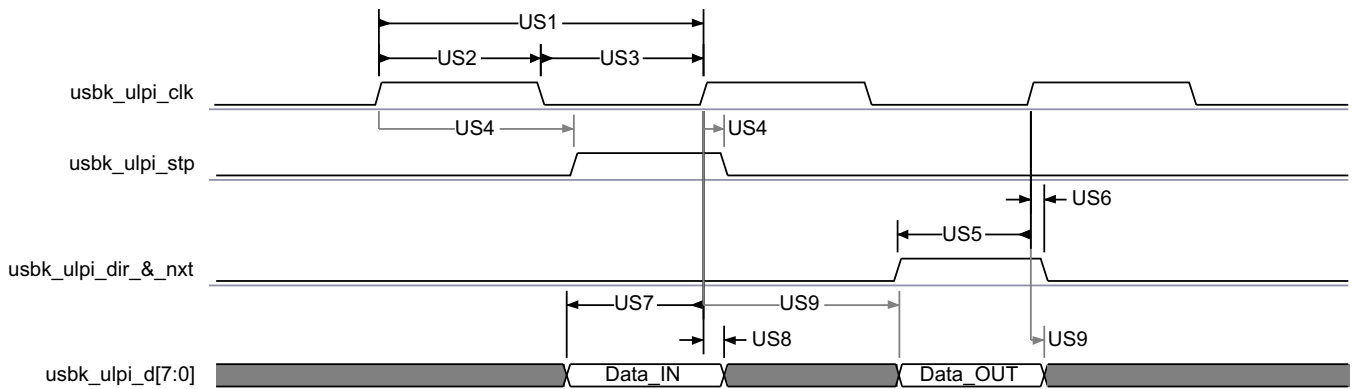 US1
US2 US3
usbk_ulpi_clk
US4 US4
usbk_ulpi_stp
US6
US5
usbk_ulpi_dir_&_nxt
US7 US9
US8 US9
usbk_ulpi_d[7:0] Data_IN Data_OUT